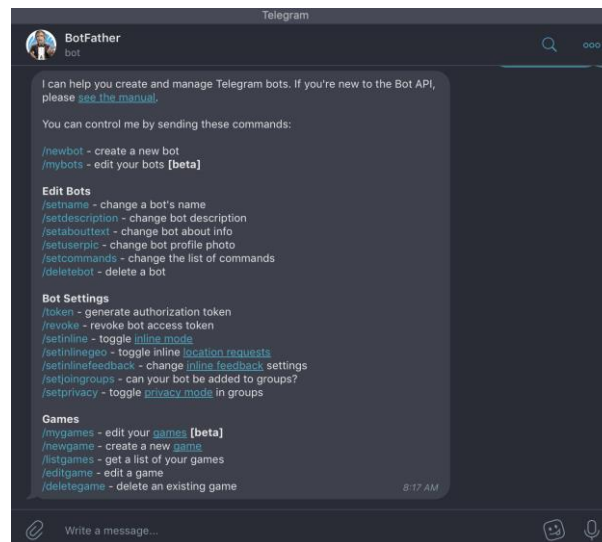 Telegram
BotFather
bot
I can help you create and manage Telegram bots. If you're new to the Bot API,
please see the manual.
You can control me by sending these commands:
/newbot - create a new bot
/mybots - edit your bots [beta]
Edit Bots
/setname - change a bot's name
/setdescription - change bot description
/setabouttext - change bot about info
/setuserpic - change bot profile photo
/setcommands - change the list of commands
/deletebot - delete a bot
Bot Settings
/token - generate authorization token
/revoke - revoke bot access token
/setinline - toggle inline mode
/setinlinegeo - toggle inline location requests
/setinlinefeedback - change inline feedback settings
/setjoingroups - can your bot be added to groups?
/setprivacy - toggle privacy mode in groups
Games
/mygames - edit your games [beta]
/newgame - create a new game
/listgames - get a list of your games
/editgame - edit a game
/deletegame - delete an existing game
8:17 AM
Write a message...